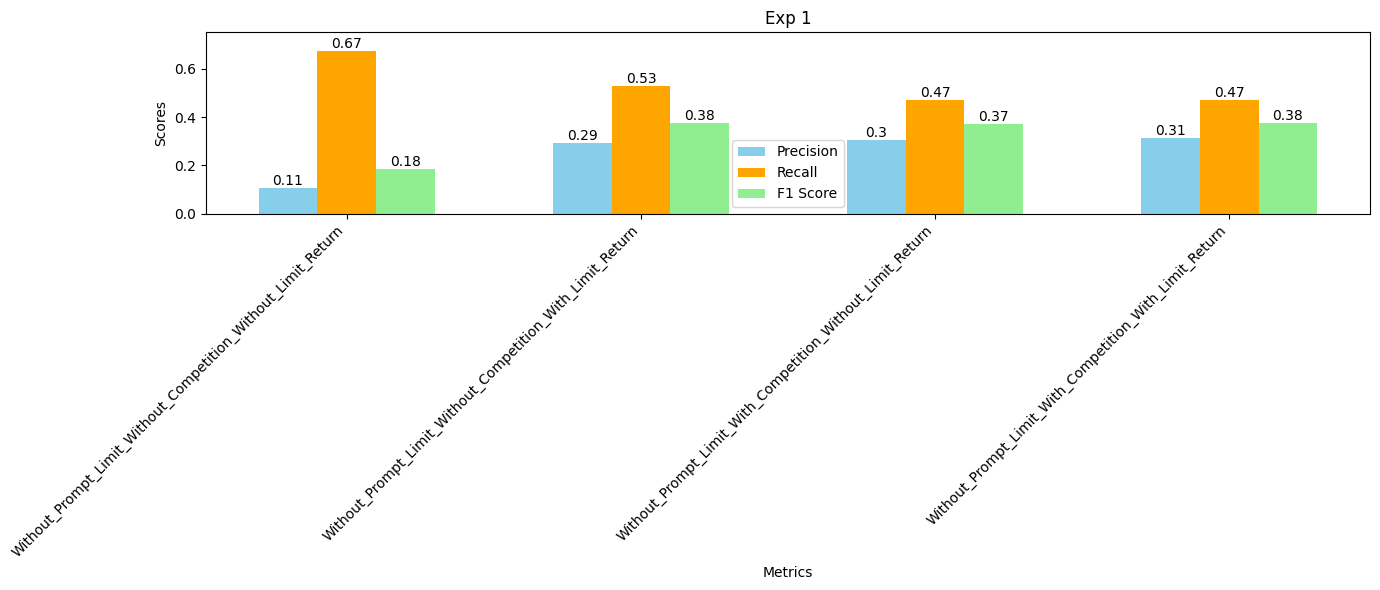 Exp 1
Scores
0.6
0.4
0.2
0.0
0.11
0.67
0.18
0.29
0.53
0.38
0.3
0.47
0.37
0.31
0.47
0.38
Precision
Recall
F1 Score
Without_Prompt_Limit_Without_Competition_Without_Limit_Return
Without_Prompt_Limit_Without_Competition_With_Limit_Return
Without_Prompt_Limit_With_Competition_Without_Limit_Return
Without_Prompt_Limit_With_Competition_With_Limit_Return
Metrics